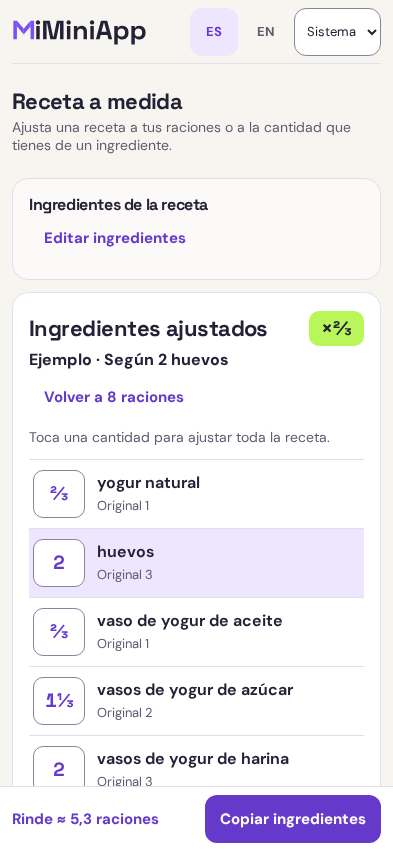 MiMiniApp
ES
EN
Sistema
Receta a medida
Ajusta una receta a tus raciones o a la cantidad que
tienes de un ingrediente.
Ingredientes de la receta
Editar ingredientes
Ingredientes ajustados
×⅔
Ejemplo · Según 2 huevos
Volver a 8 raciones
Toca una cantidad para ajustar toda la receta.
⅔
yogur natural
Original 1
2
huevos
Original 3
⅔
vaso de yogur de aceite
Original 1
1⅓
vasos de yogur de azúcar
Original 2
2
vasos de yogur de harina
Original 3
Rinde ≈ 5,3 raciones
Copiar ingredientes